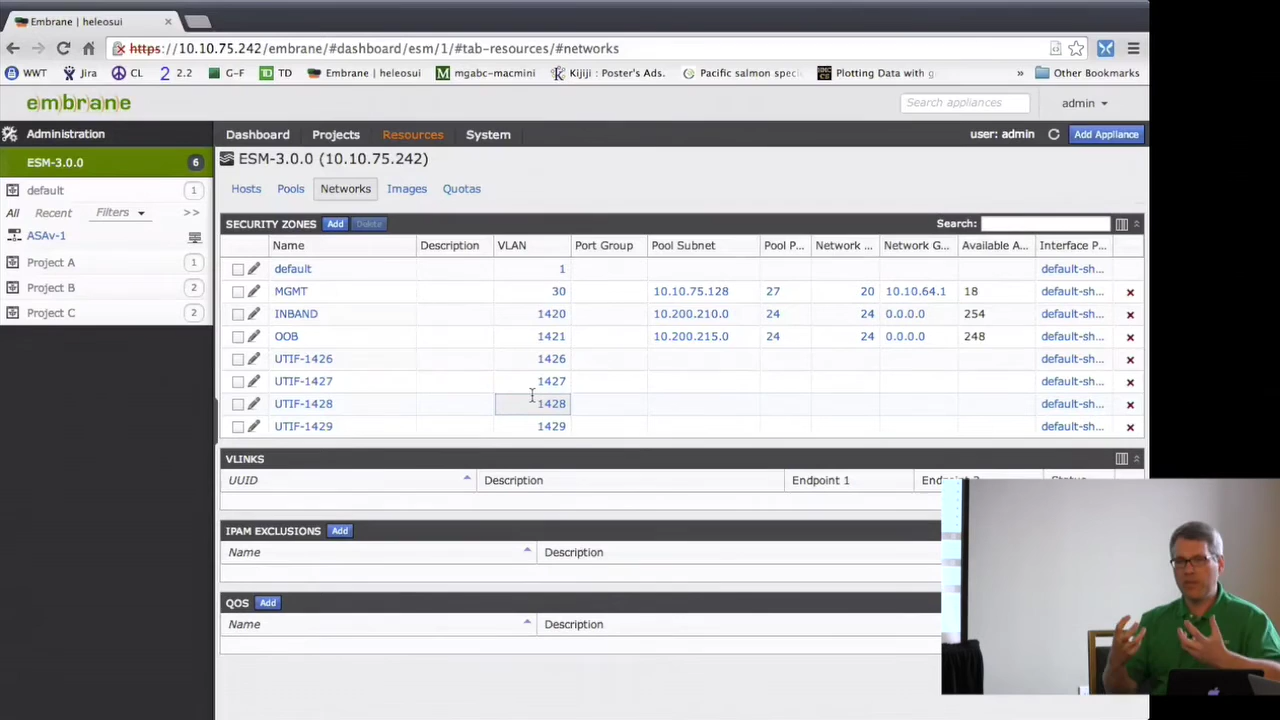 Embrane | heleosui
https://10.10.75.242/embrane/#dashboard/esm/1/#tab-resources/#networks
WWT Jira CL 2.2 G-F TD Embrane | heleosui mgabc-macmini Kijiji : Poster's Ads. Pacific salmon speci Plotting Data with g » Other Bookmarks
embrane Search appliances admin
Administration Dashboard Projects Resources System user: admin Add Appliance
ESM-3.0.0 6 ESM-3.0.0 (10.10.75.242)
default 1 Hosts Pools Networks Images Quotas
All Recent Filters >>
SECURITY ZONES Add Delete Search:
ASAv-1
Name Description VLAN Port Group Pool Subnet Pool P... Network ... Network G... Available A... Interface P...
Project A 1
default 1 default-sh...
Project B 2
MGMT 30 10.10.75.128 27 20 10.10.64.1 18 default-sh...
Project C 2
INBAND 1420 10.200.210.0 24 24 0.0.0.0 254 default-sh...
OOB 1421 10.200.215.0 24 24 0.0.0.0 248 default-sh...
UTIF-1426 1426 default-sh...
UTIF-1427 1427 default-sh...
UTIF-1428 1428 default-sh...
UTIF-1429 1429 default-sh...
VLINKS
UUID Description Endpoint 1 Endpoint 2 Status
IPAM EXCLUSIONS Add
Name Description
QOS Add
Name Description